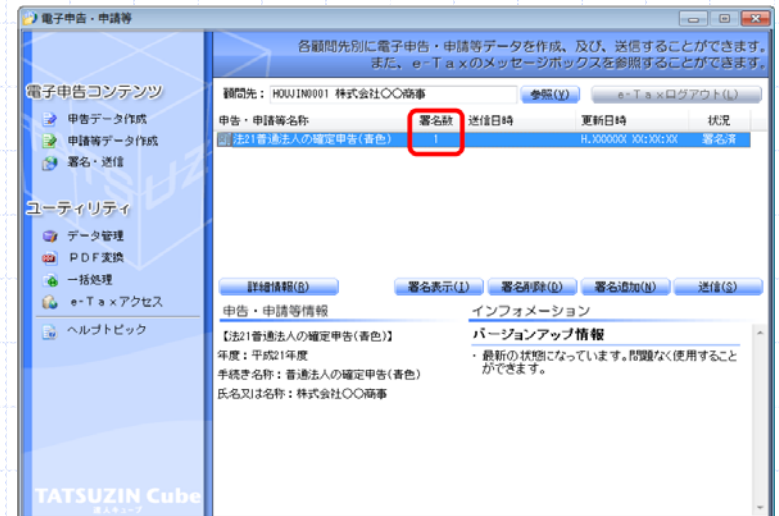 電子申告・申請等
各顧問先別に電子申告・申請等データを作成、及び、送信することができます。
また、e-Taxのメッセージボックスを参照することができます。
電子申告コンテンツ
申告データ作成
申請等データ作成
署名・送信
ユーティリティ
データ管理
PDF変換
一括処理
e-Taxアクセス
ヘルプトピック
顧問先： HOUJIN0001 株式会社〇〇商事 参照(Y) e-Taxログアウト(L)
申告・申請等名称 署名数 送信日時 更新日時 状況
法21普通法人の確定申告(青色) 1 H.XXXXXX XX:XX:XX 署名済
詳細情報(R) 署名表示(I) 署名削除(D) 署名追加(N) 送信(S)
申告・申請等情報
【法21普通法人の確定申告(青色)】
年度：平成21年度
手続き名称：普通法人の確定申告(青色)
氏名又は名称：株式会社〇〇商事
インフォメーション
バージョンアップ情報
・最新の状態になっています。問題なく使用すること
ができます。
TATSUZIN Cube
達人キューブ